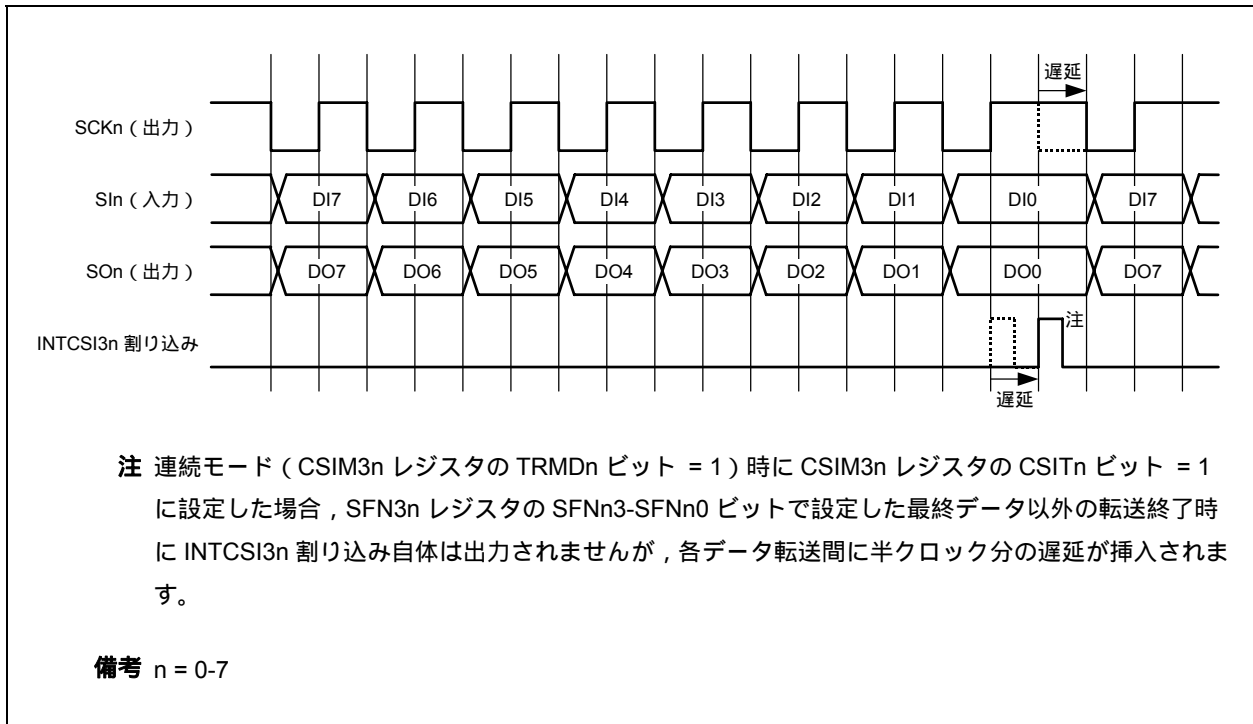 遅延
SCKn（出力）
SIn（入力） DI7 DI6 DI5 DI4 DI3 DI2 DI1 DI0 DI7
SOn（出力） DO7 DO6 DO5 DO4 DO3 DO2 DO1 DO0 DO7
注
INTCSI3n 割り込み
遅延
注 連続モード（CSIM3n レジスタの TRMDn ビット = 1）時に CSIM3n レジスタの CSITn ビット = 1
に設定した場合，SFN3n レジスタの SFNn3-SFNn0 ビットで設定した最終データ以外の転送終了時
に INTCSI3n 割り込み自体は出力されませんが，各データ転送間に半クロック分の遅延が挿入されま
す。
備考 n = 0-7